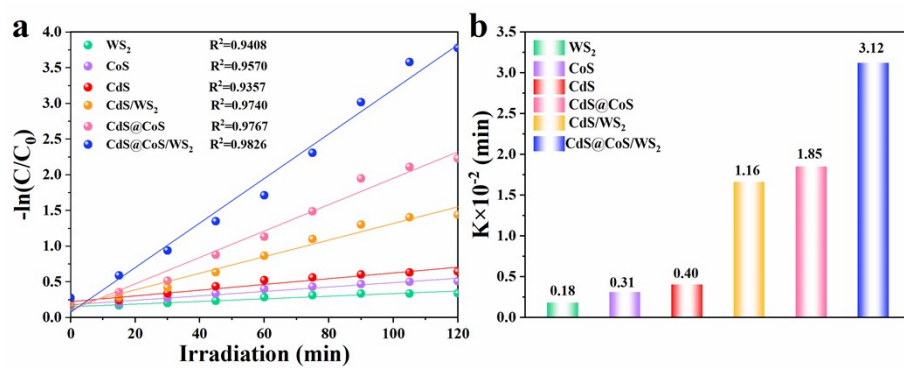 a
-ln(C/C₀)
4.0
3.5
3.0
2.5
2.0
1.5
1.0
0.5
0.0
WS₂ R²=0.9408
CoS R²=0.9570
CdS R²=0.9357
CdS/WS₂ R²=0.9740
CdS@CoS R²=0.9767
CdS@CoS/WS₂ R²=0.9826
0 20 40 60 80 100 120
Irradiation (min)
b
K×10⁻² (min)
3.5
3.0
2.5
2.0
1.5
1.0
0.5
0.0
WS₂
CoS
CdS
CdS@CoS
CdS/WS₂
CdS@CoS/WS₂
0.18
0.31
0.40
1.16
1.85
3.12